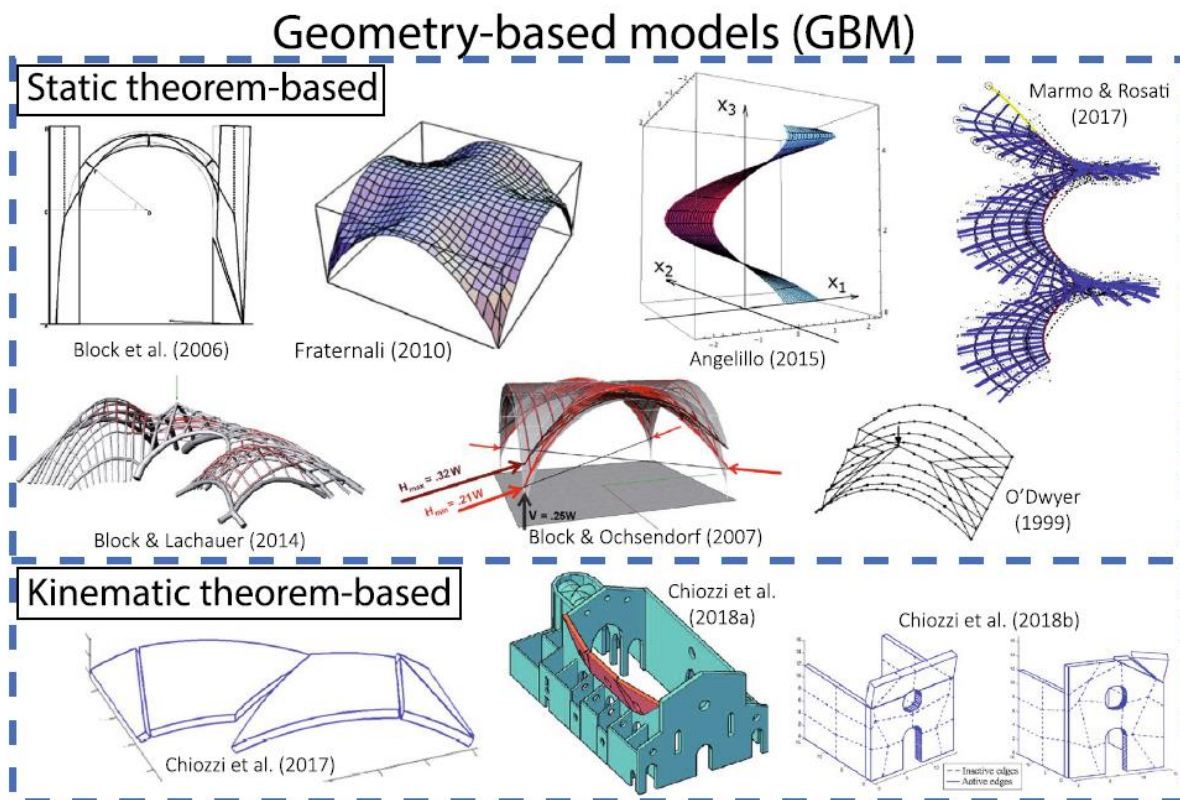 Geometry-based models (GBM)
Static theorem-based
Block et al. (2006)
Fraternali (2010)
x₃
x₂
x₁
Angelillo (2015)
Marmo & Rosati
(2017)
Block & Lachauer (2014)
Hmax = .32W
Hmin = .21W
V = .25W
Block & Ochsendorf (2007)
O'Dwyer
(1999)
Kinematic theorem-based
Chiozzi et al. (2017)
Chiozzi et al.
(2018a)
Chiozzi et al. (2018b)
Inactive edges
Active edges